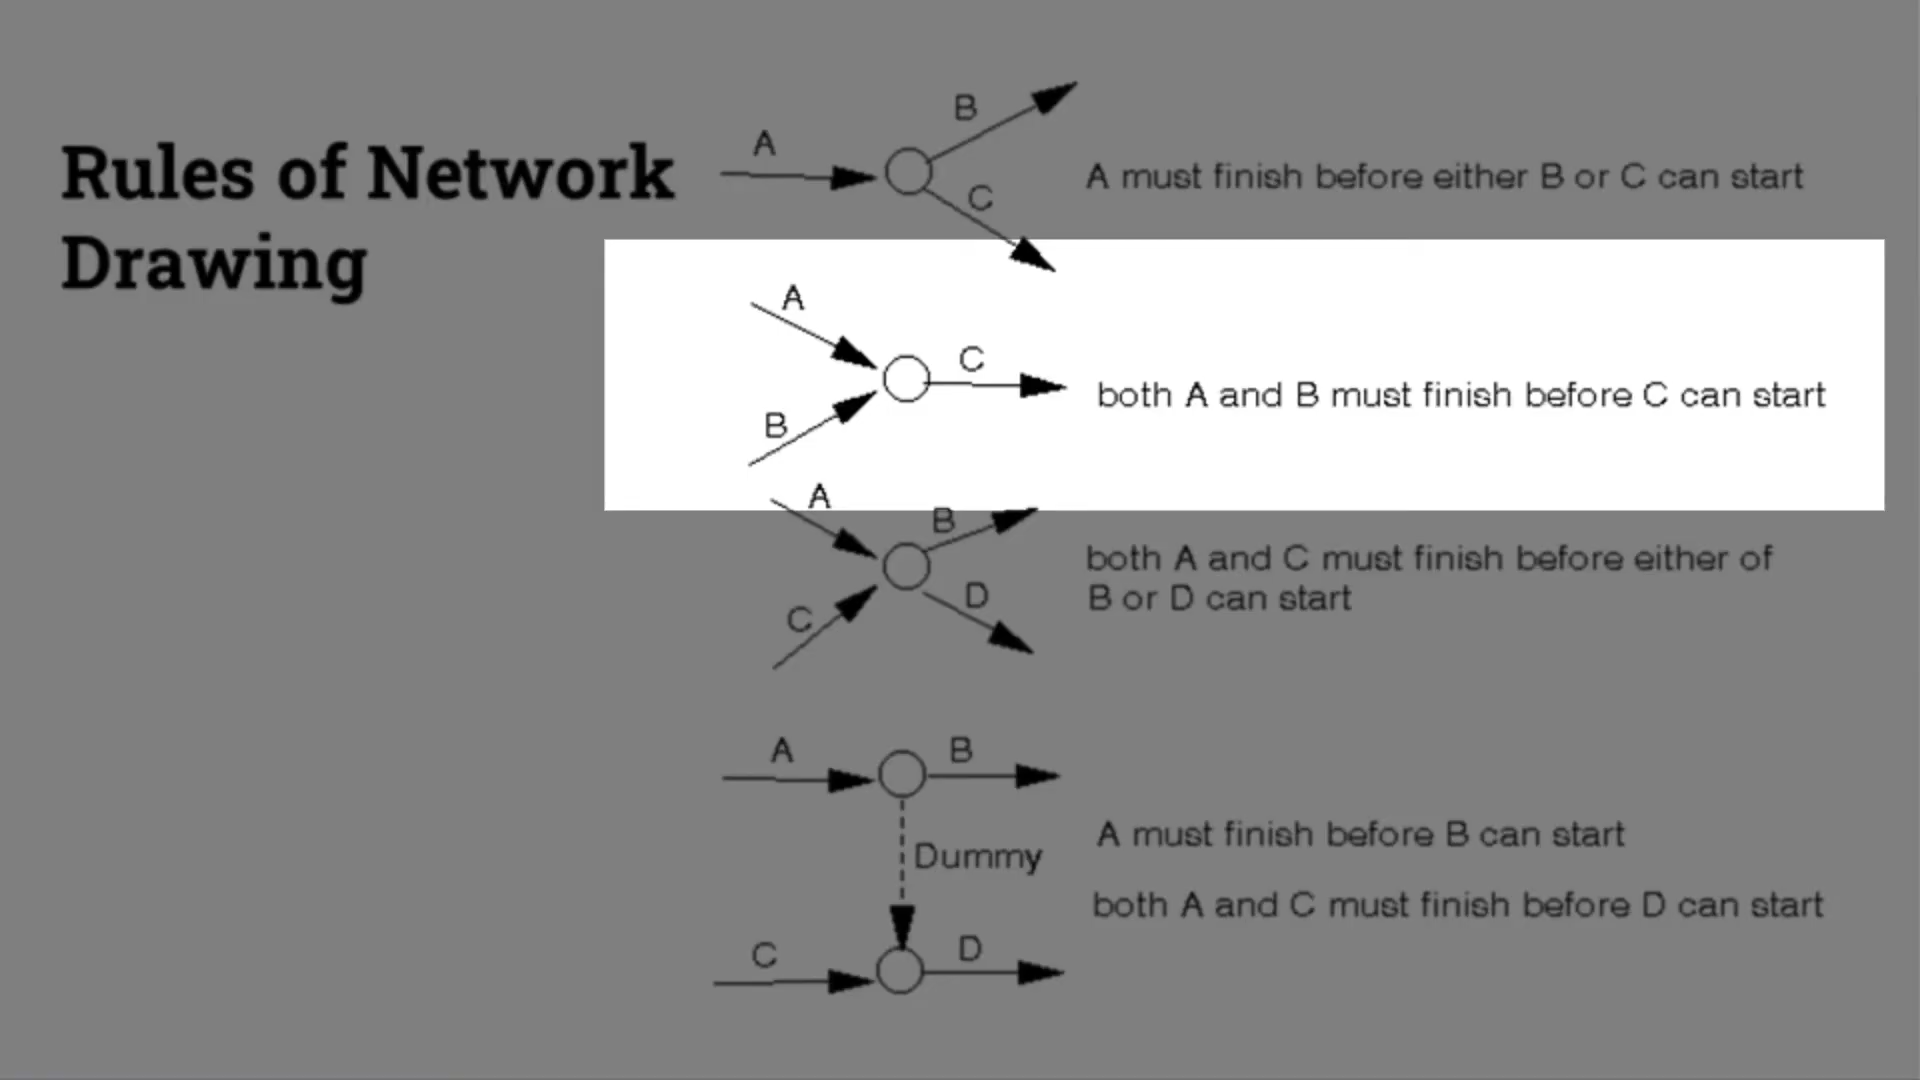 Rules of Network
Drawing
A
B
C
A must finish before either B or C can start
A
B
C
both A and B must finish before C can start
A
B
C
D
both A and C must finish before either of
B or D can start
A
B
Dummy
C
D
A must finish before B can start
both A and C must finish before D can start